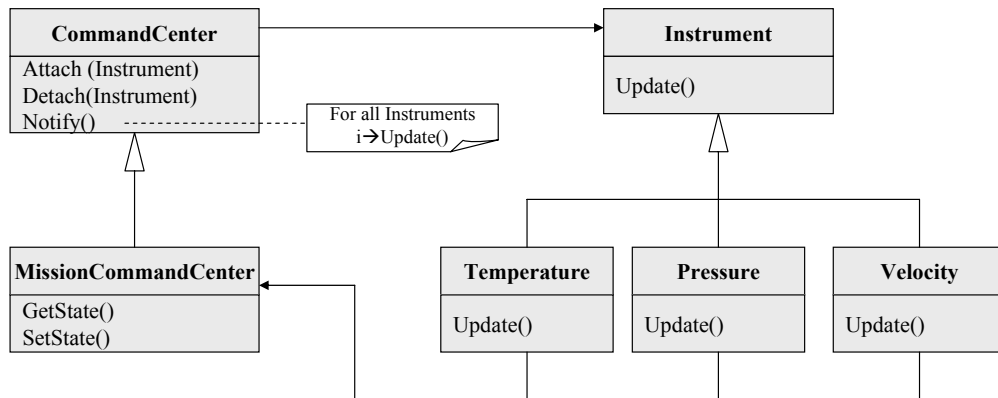 CommandCenter
Attach (Instrument)
Detach(Instrument)
Notify()
For all Instruments
i→Update()
Instrument
Update()
MissionCommandCenter
GetState()
SetState()
Temperature
Update()
Pressure
Update()
Velocity
Update()